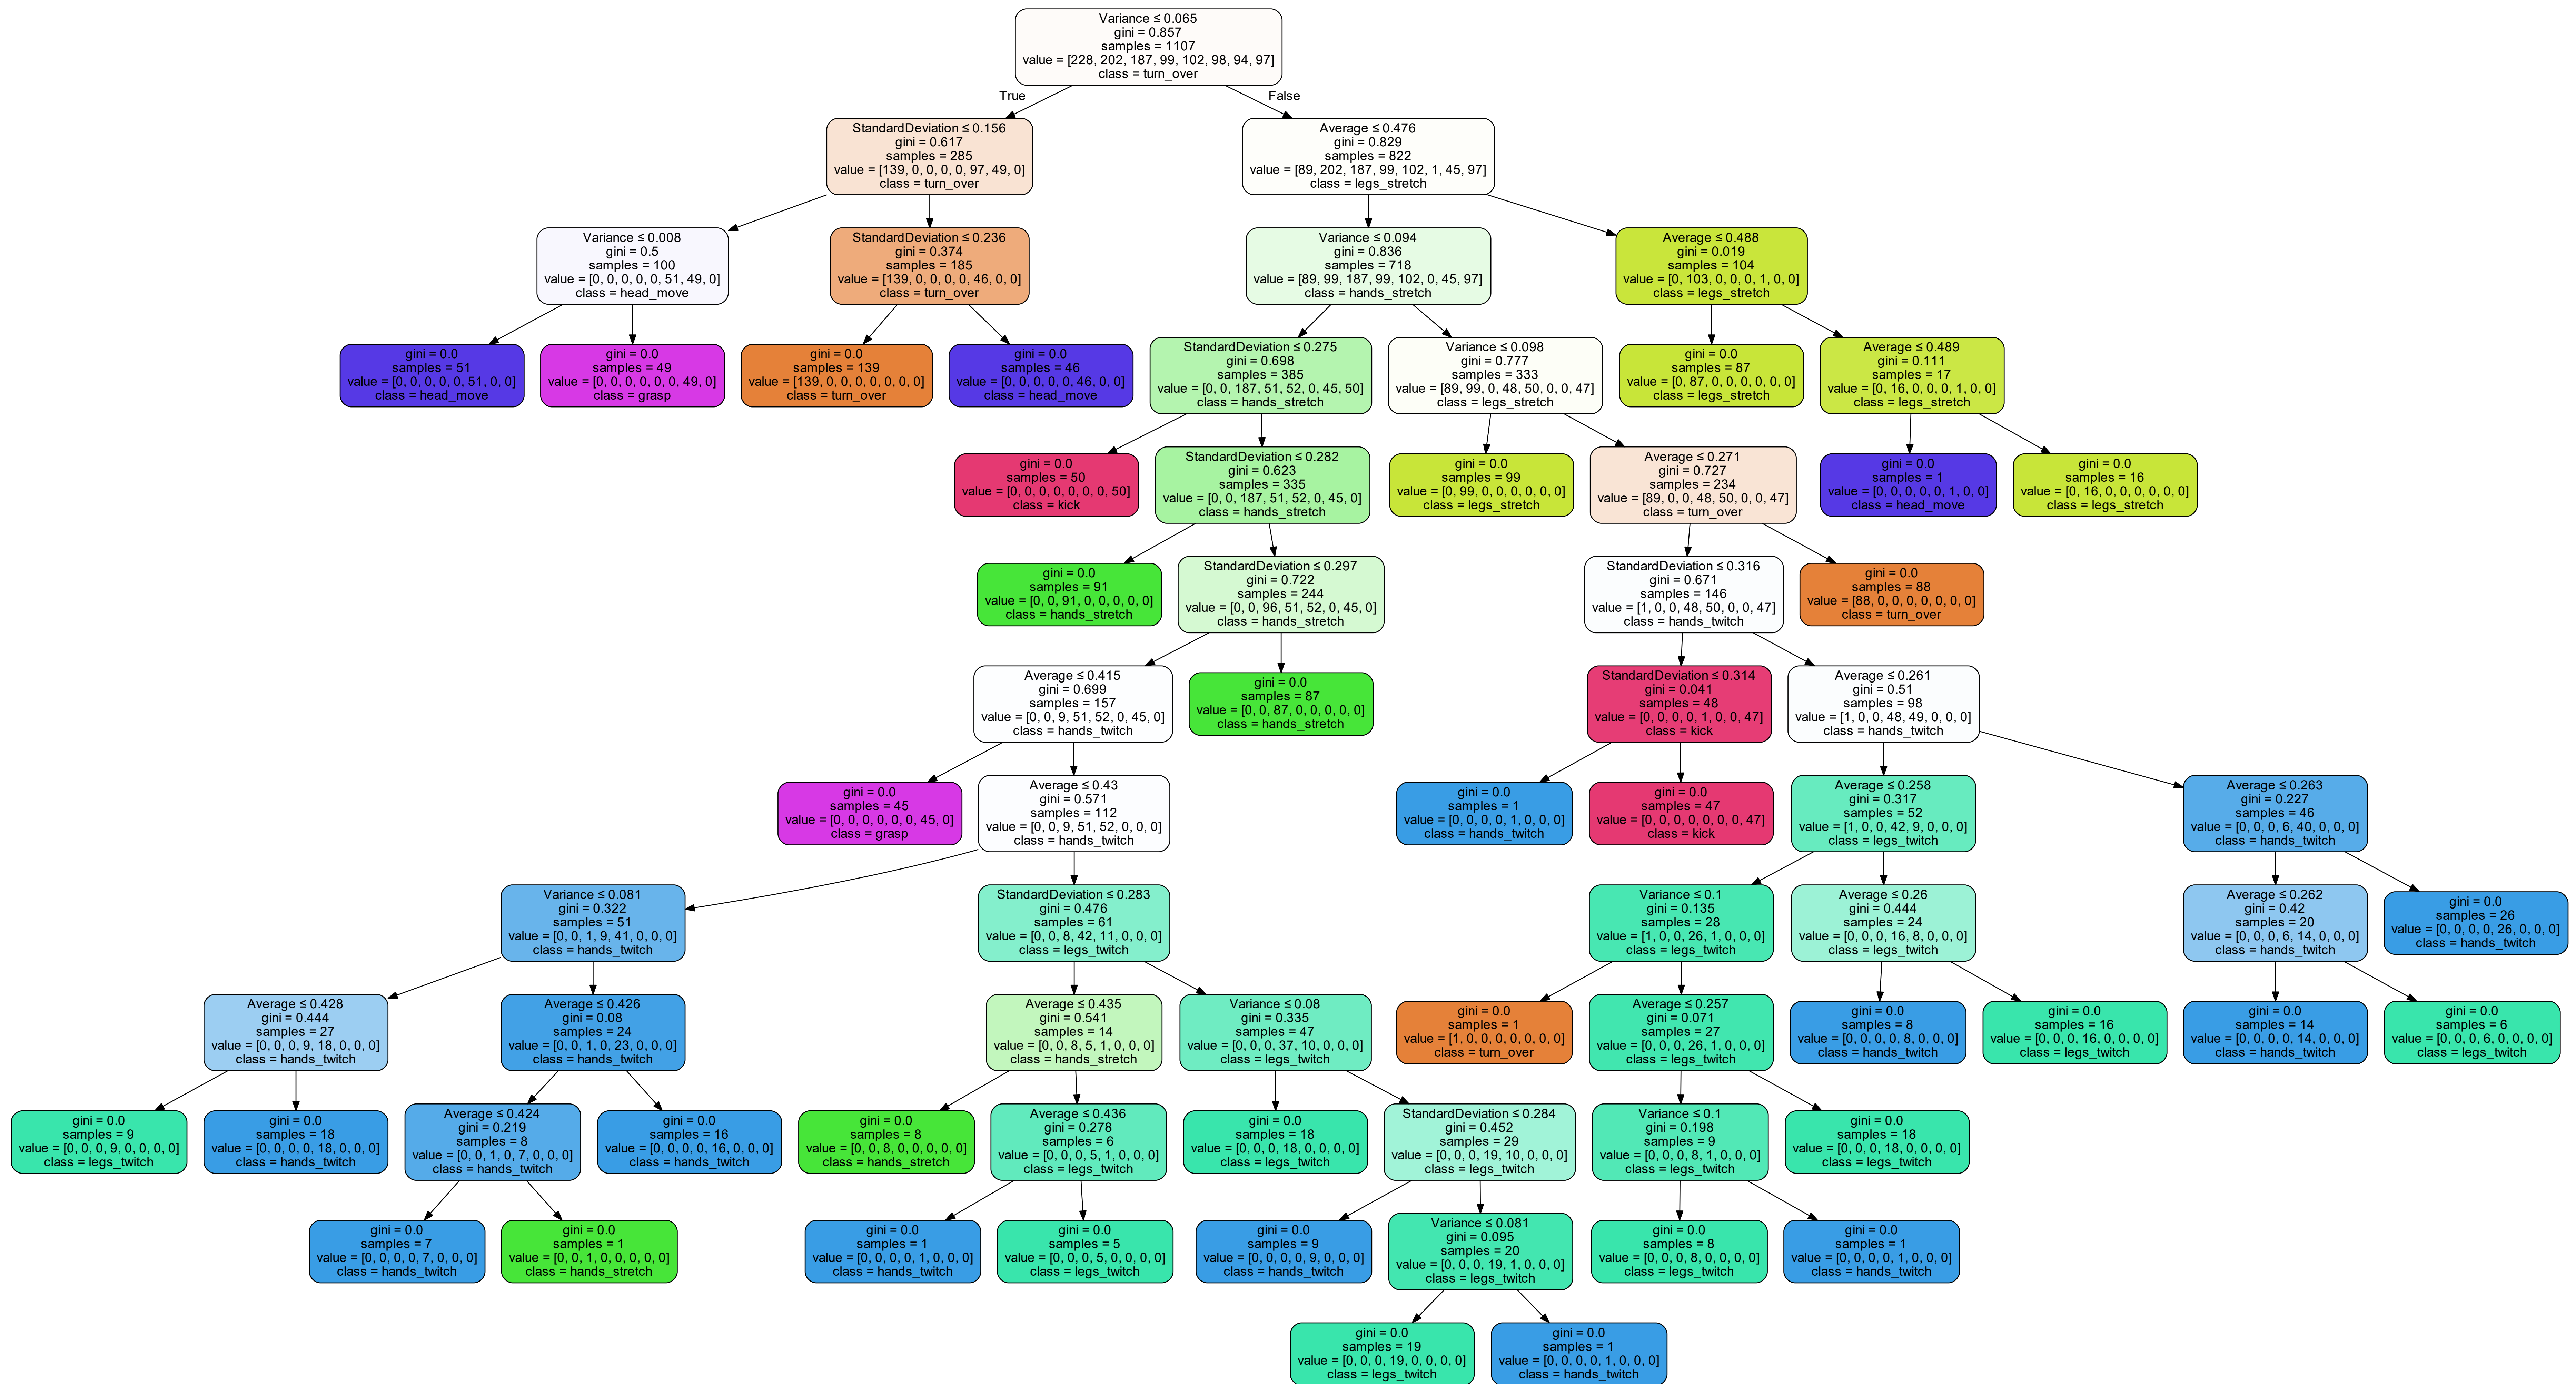 Variance ≤ 0.065
gini = 0.857
samples = 1107
value = [228, 202, 187, 99, 102, 98, 94, 97]
class = turn_over
True
False
StandardDeviation ≤ 0.156
gini = 0.617
samples = 285
value = [139, 0, 0, 0, 0, 97, 49, 0]
class = turn_over
Average ≤ 0.476
gini = 0.829
samples = 822
value = [89, 202, 187, 99, 102, 1, 45, 97]
class = legs_stretch
Variance ≤ 0.008
gini = 0.5
samples = 100
value = [0, 0, 0, 0, 0, 51, 49, 0]
class = head_move
StandardDeviation ≤ 0.236
gini = 0.374
samples = 185
value = [139, 0, 0, 0, 0, 46, 0, 0]
class = turn_over
Variance ≤ 0.094
gini = 0.836
samples = 718
value = [89, 99, 187, 99, 102, 0, 45, 97]
class = hands_stretch
Average ≤ 0.488
gini = 0.019
samples = 104
value = [0, 103, 0, 0, 0, 1, 0, 0]
class = legs_stretch
gini = 0.0
samples = 51
value = [0, 0, 0, 0, 0, 51, 0, 0]
class = head_move
gini = 0.0
samples = 49
value = [0, 0, 0, 0, 0, 0, 49, 0]
class = grasp
gini = 0.0
samples = 139
value = [139, 0, 0, 0, 0, 0, 0, 0]
class = turn_over
gini = 0.0
samples = 46
value = [0, 0, 0, 0, 0, 46, 0, 0]
class = head_move
StandardDeviation ≤ 0.275
gini = 0.698
samples = 385
value = [0, 0, 187, 51, 52, 0, 45, 50]
class = hands_stretch
Variance ≤ 0.098
gini = 0.777
samples = 333
value = [89, 99, 0, 48, 50, 0, 0, 47]
class = legs_stretch
gini = 0.0
samples = 87
value = [0, 87, 0, 0, 0, 0, 0, 0]
class = legs_stretch
Average ≤ 0.489
gini = 0.111
samples = 17
value = [0, 16, 0, 0, 0, 1, 0, 0]
class = legs_stretch
gini = 0.0
samples = 50
value = [0, 0, 0, 0, 0, 0, 0, 50]
class = kick
StandardDeviation ≤ 0.282
gini = 0.623
samples = 335
value = [0, 0, 187, 51, 52, 0, 45, 0]
class = hands_stretch
gini = 0.0
samples = 99
value = [0, 99, 0, 0, 0, 0, 0, 0]
class = legs_stretch
Average ≤ 0.271
gini = 0.727
samples = 234
value = [89, 0, 0, 48, 50, 0, 0, 47]
class = turn_over
gini = 0.0
samples = 1
value = [0, 0, 0, 0, 0, 1, 0, 0]
class = head_move
gini = 0.0
samples = 16
value = [0, 16, 0, 0, 0, 0, 0, 0]
class = legs_stretch
gini = 0.0
samples = 91
value = [0, 0, 91, 0, 0, 0, 0, 0]
class = hands_stretch
StandardDeviation ≤ 0.297
gini = 0.722
samples = 244
value = [0, 0, 96, 51, 52, 0, 45, 0]
class = hands_stretch
StandardDeviation ≤ 0.316
gini = 0.671
samples = 146
value = [1, 0, 0, 48, 50, 0, 0, 47]
class = hands_twitch
gini = 0.0
samples = 88
value = [88, 0, 0, 0, 0, 0, 0, 0]
class = turn_over
Average ≤ 0.415
gini = 0.699
samples = 157
value = [0, 0, 9, 51, 52, 0, 45, 0]
class = hands_twitch
gini = 0.0
samples = 87
value = [0, 0, 87, 0, 0, 0, 0, 0]
class = hands_stretch
StandardDeviation ≤ 0.314
gini = 0.041
samples = 48
value = [0, 0, 0, 0, 1, 0, 0, 47]
class = kick
Average ≤ 0.261
gini = 0.51
samples = 98
value = [1, 0, 0, 48, 49, 0, 0, 0]
class = hands_twitch
gini = 0.0
samples = 45
value = [0, 0, 0, 0, 0, 0, 45, 0]
class = grasp
Average ≤ 0.43
gini = 0.571
samples = 112
value = [0, 0, 9, 51, 52, 0, 0, 0]
class = hands_twitch
gini = 0.0
samples = 1
value = [0, 0, 0, 0, 1, 0, 0, 0]
class = hands_twitch
gini = 0.0
samples = 47
value = [0, 0, 0, 0, 0, 0, 0, 47]
class = kick
Average ≤ 0.258
gini = 0.317
samples = 52
value = [1, 0, 0, 42, 9, 0, 0, 0]
class = legs_twitch
Average ≤ 0.263
gini = 0.227
samples = 46
value = [0, 0, 0, 6, 40, 0, 0, 0]
class = hands_twitch
Variance ≤ 0.081
gini = 0.322
samples = 51
value = [0, 0, 1, 9, 41, 0, 0, 0]
class = hands_twitch
StandardDeviation ≤ 0.283
gini = 0.476
samples = 61
value = [0, 0, 8, 42, 11, 0, 0, 0]
class = legs_twitch
Variance ≤ 0.1
gini = 0.135
samples = 28
value = [1, 0, 0, 26, 1, 0, 0, 0]
class = legs_twitch
Average ≤ 0.26
gini = 0.444
samples = 24
value = [0, 0, 0, 16, 8, 0, 0, 0]
class = legs_twitch
Average ≤ 0.262
gini = 0.42
samples = 20
value = [0, 0, 0, 6, 14, 0, 0, 0]
class = hands_twitch
gini = 0.0
samples = 26
value = [0, 0, 0, 0, 26, 0, 0, 0]
class = hands_twitch
Average ≤ 0.428
gini = 0.444
samples = 27
value = [0, 0, 0, 9, 18, 0, 0, 0]
class = hands_twitch
Average ≤ 0.426
gini = 0.08
samples = 24
value = [0, 0, 1, 0, 23, 0, 0, 0]
class = hands_twitch
Average ≤ 0.435
gini = 0.541
samples = 14
value = [0, 0, 8, 5, 1, 0, 0, 0]
class = hands_stretch
Variance ≤ 0.08
gini = 0.335
samples = 47
value = [0, 0, 0, 37, 10, 0, 0, 0]
class = legs_twitch
gini = 0.0
samples = 1
value = [1, 0, 0, 0, 0, 0, 0, 0]
class = turn_over
Average ≤ 0.257
gini = 0.071
samples = 27
value = [0, 0, 0, 26, 1, 0, 0, 0]
class = legs_twitch
gini = 0.0
samples = 8
value = [0, 0, 0, 0, 8, 0, 0, 0]
class = hands_twitch
gini = 0.0
samples = 16
value = [0, 0, 0, 16, 0, 0, 0, 0]
class = legs_twitch
gini = 0.0
samples = 14
value = [0, 0, 0, 0, 14, 0, 0, 0]
class = hands_twitch
gini = 0.0
samples = 6
value = [0, 0, 0, 6, 0, 0, 0, 0]
class = legs_twitch
gini = 0.0
samples = 9
value = [0, 0, 0, 9, 0, 0, 0, 0]
class = legs_twitch
gini = 0.0
samples = 18
value = [0, 0, 0, 0, 18, 0, 0, 0]
class = hands_twitch
Average ≤ 0.424
gini = 0.219
samples = 8
value = [0, 0, 1, 0, 7, 0, 0, 0]
class = hands_twitch
gini = 0.0
samples = 16
value = [0, 0, 0, 0, 16, 0, 0, 0]
class = hands_twitch
gini = 0.0
samples = 8
value = [0, 0, 8, 0, 0, 0, 0, 0]
class = hands_stretch
Average ≤ 0.436
gini = 0.278
samples = 6
value = [0, 0, 0, 5, 1, 0, 0, 0]
class = legs_twitch
gini = 0.0
samples = 18
value = [0, 0, 0, 18, 0, 0, 0, 0]
class = legs_twitch
StandardDeviation ≤ 0.284
gini = 0.452
samples = 29
value = [0, 0, 0, 19, 10, 0, 0, 0]
class = legs_twitch
Variance ≤ 0.1
gini = 0.198
samples = 9
value = [0, 0, 0, 8, 1, 0, 0, 0]
class = legs_twitch
gini = 0.0
samples = 18
value = [0, 0, 0, 18, 0, 0, 0, 0]
class = legs_twitch
gini = 0.0
samples = 7
value = [0, 0, 0, 0, 7, 0, 0, 0]
class = hands_twitch
gini = 0.0
samples = 1
value = [0, 0, 1, 0, 0, 0, 0, 0]
class = hands_stretch
gini = 0.0
samples = 1
value = [0, 0, 0, 0, 1, 0, 0, 0]
class = hands_twitch
gini = 0.0
samples = 5
value = [0, 0, 0, 5, 0, 0, 0, 0]
class = legs_twitch
gini = 0.0
samples = 9
value = [0, 0, 0, 0, 9, 0, 0, 0]
class = hands_twitch
Variance ≤ 0.081
gini = 0.095
samples = 20
value = [0, 0, 0, 19, 1, 0, 0, 0]
class = legs_twitch
gini = 0.0
samples = 8
value = [0, 0, 0, 8, 0, 0, 0, 0]
class = legs_twitch
gini = 0.0
samples = 1
value = [0, 0, 0, 0, 1, 0, 0, 0]
class = hands_twitch
gini = 0.0
samples = 19
value = [0, 0, 0, 19, 0, 0, 0, 0]
class = legs_twitch
gini = 0.0
samples = 1
value = [0, 0, 0, 0, 1, 0, 0, 0]
class = hands_twitch